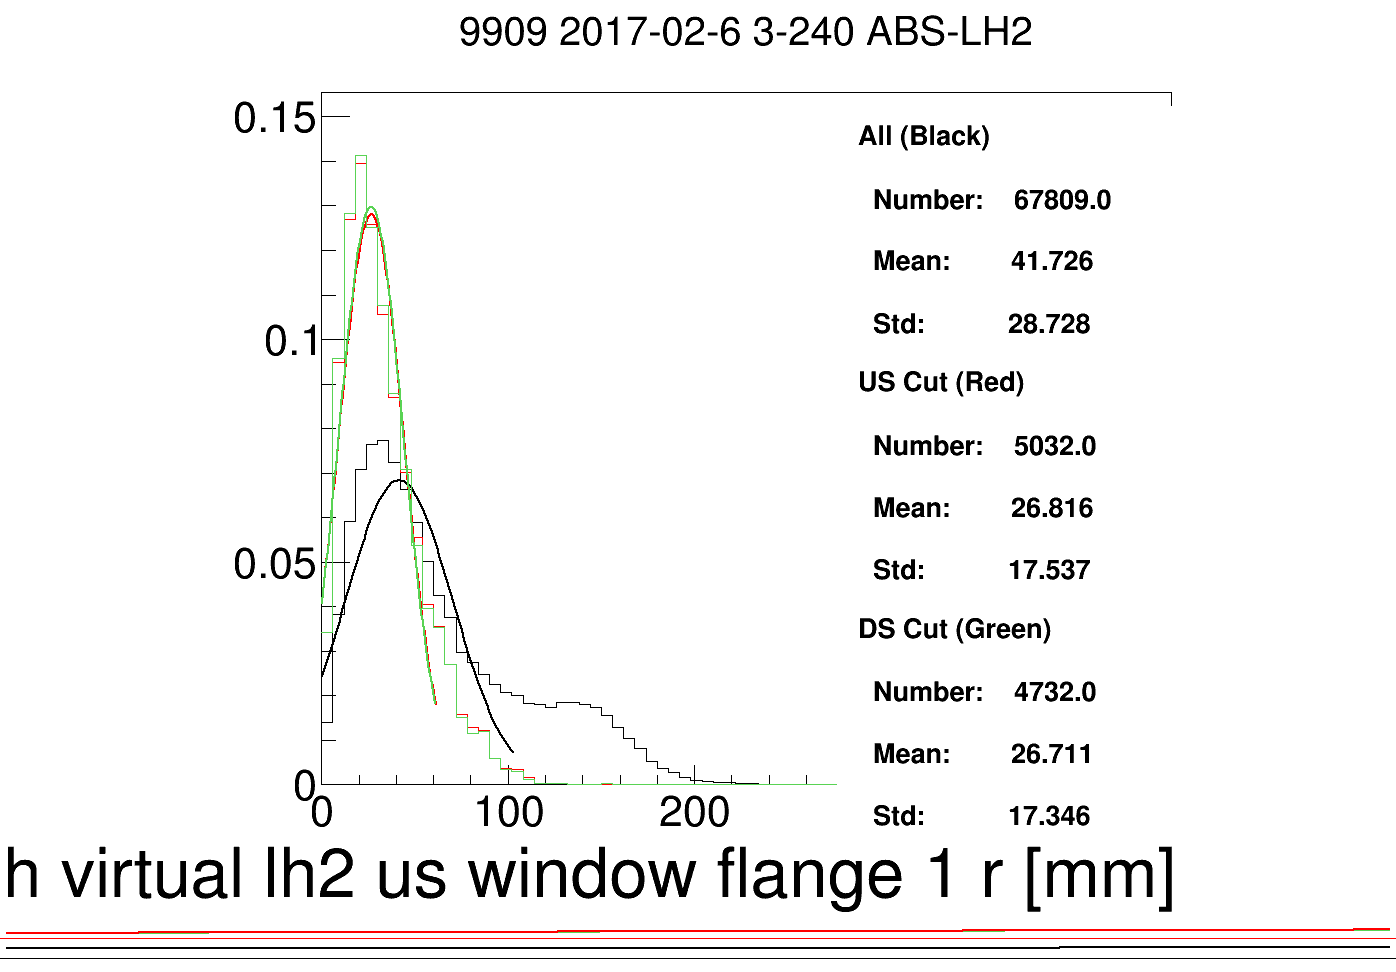 9909 2017-02-6 3-240 ABS-LH2
0.15
0.1
0.05
0
0 100 200
All (Black)
Number: 67809.0
Mean: 41.726
Std: 28.728
US Cut (Red)
Number: 5032.0
Mean: 26.816
Std: 17.537
DS Cut (Green)
Number: 4732.0
Mean: 26.711
Std: 17.346
h virtual lh2 us window flange 1 r [mm]